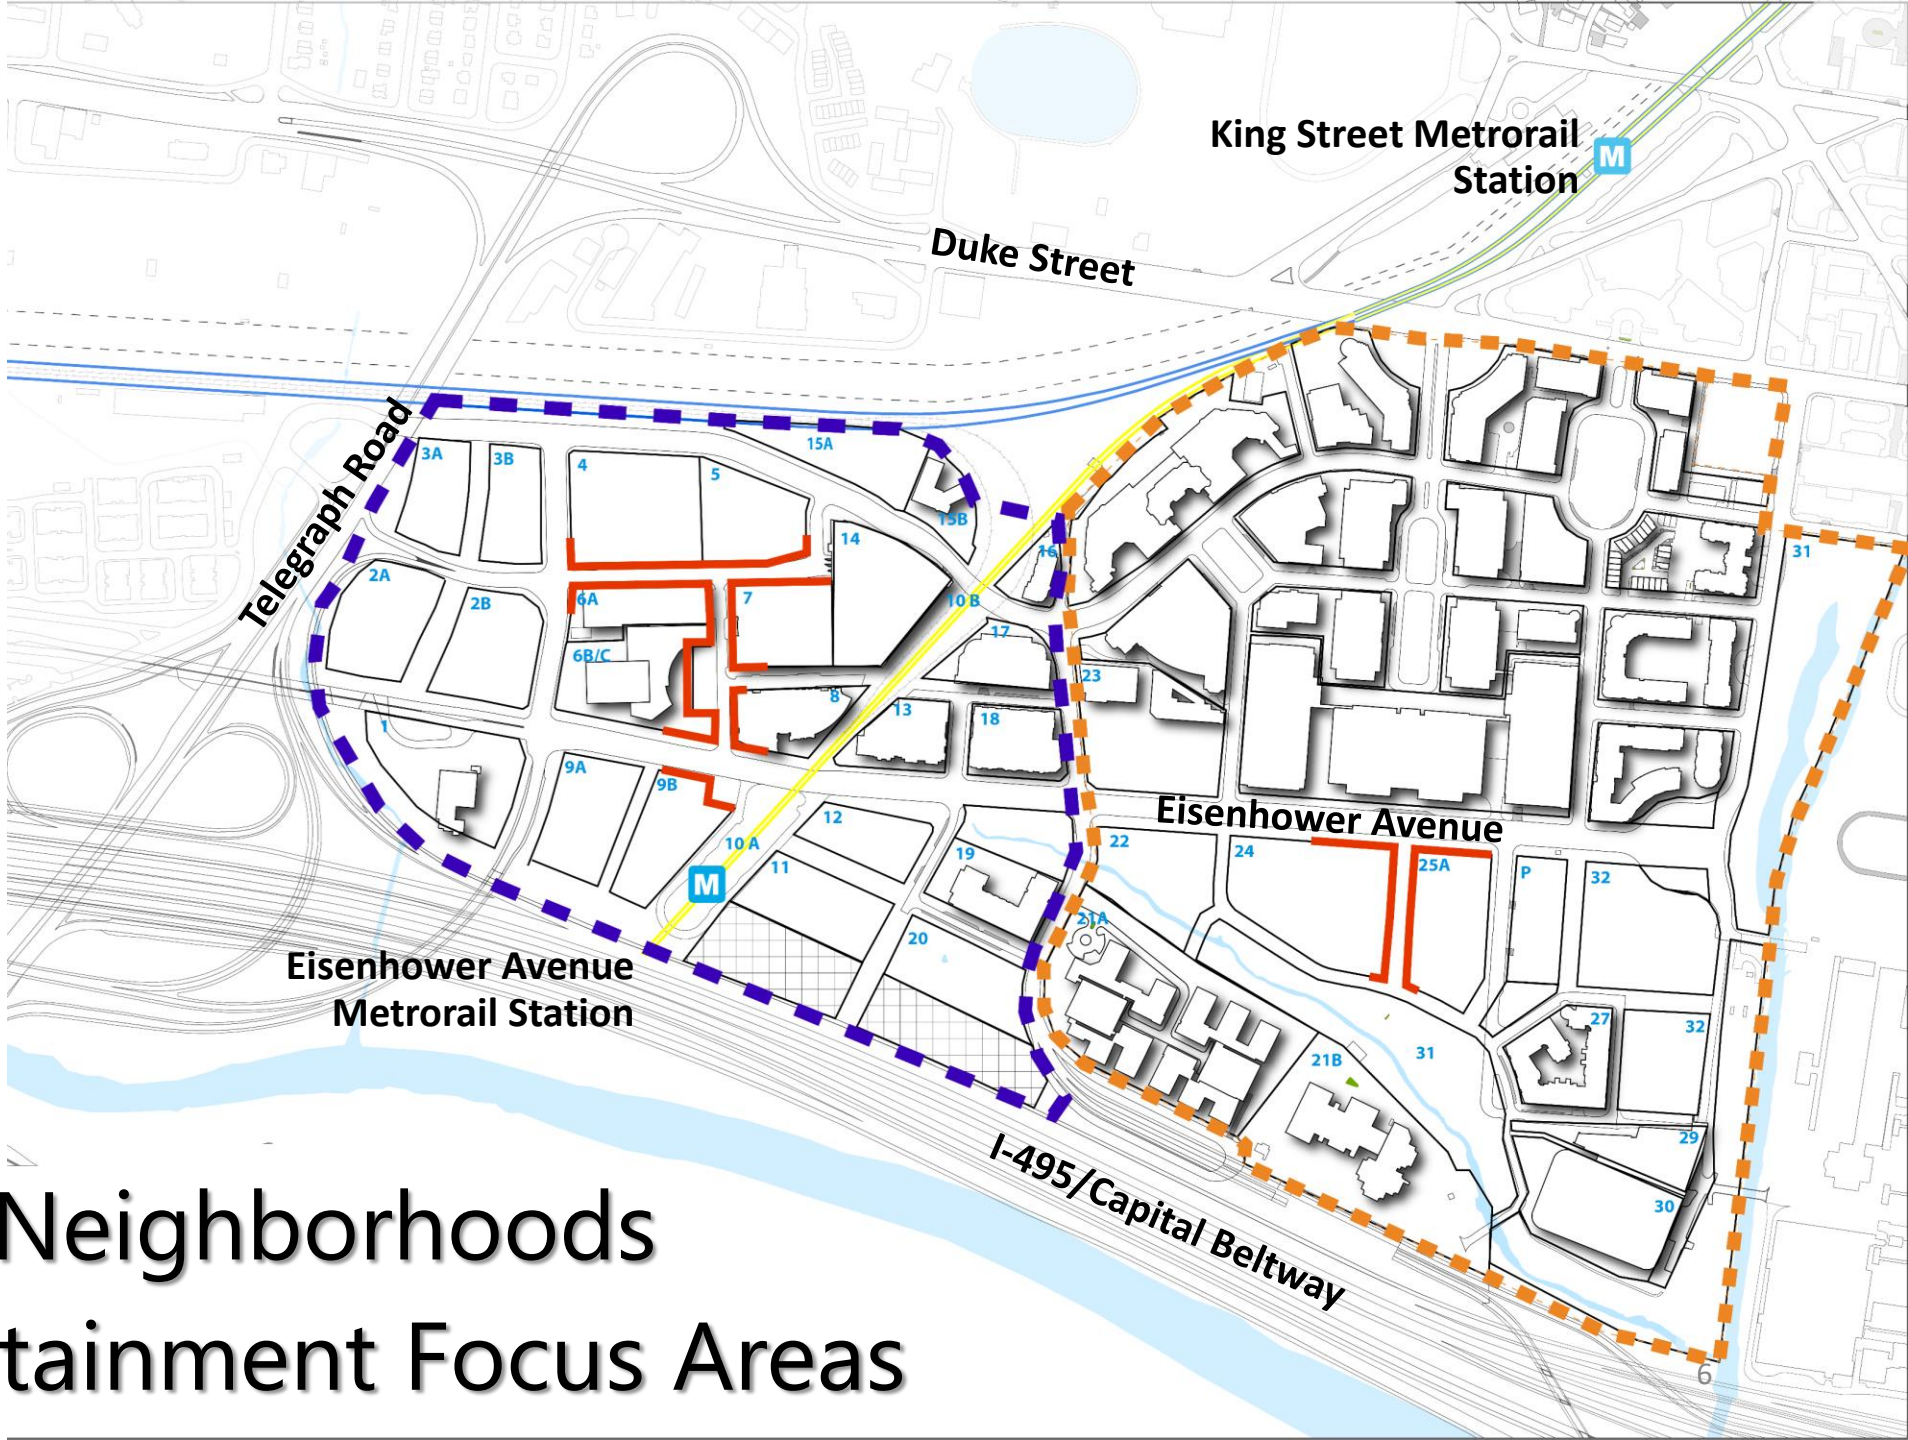 King Street Metrorail
Station
M
Duke Street
Telegraph Road
3A
3B
4
5
15A
15B
14
16
31
2A
2B
6A
7
10 B
17
6B/C
8
13
18
23
1
9A
9B
10 A
12
11
Eisenhower Avenue
19
22
24
25A
P
32
M
20
21A
Eisenhower Avenue
Metrorail Station
27
32
31
21B
29
30
I-495/Capital Beltway
Neighborhoods
tainment Focus Areas
6